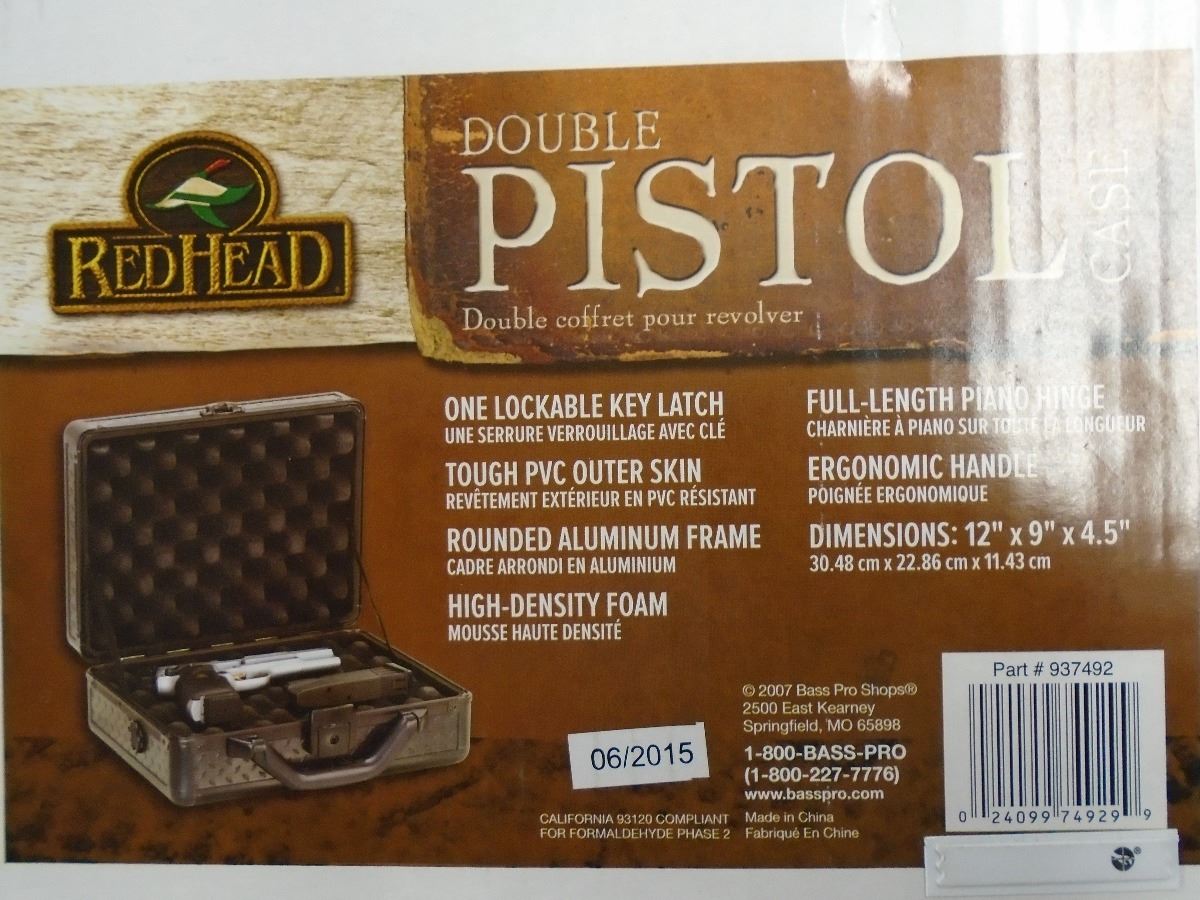 REDHEAD
DOUBLE
PISTOL
CASE
Double coffret pour revolver
ONE LOCKABLE KEY LATCH
UNE SERRURE VERROUILLAGE AVEC CLÉ
TOUGH PVC OUTER SKIN
REVÊTEMENT EXTÉRIEUR EN PVC RÉSISTANT
ROUNDED ALUMINUM FRAME
CADRE ARRONDI EN ALUMINIUM
HIGH-DENSITY FOAM
MOUSSE HAUTE DENSITÉ
FULL-LENGTH PIANO HINGE
CHARNIÈRE À PIANO SUR TOUTE LA LONGUEUR
ERGONOMIC HANDLE
POIGNÉE ERGONOMIQUE
DIMENSIONS: 12" x 9" x 4.5"
30.48 cm x 22.86 cm x 11.43 cm
© 2007 Bass Pro Shops®
2500 East Kearney
Springfield, MO 65898
1-800-BASS-PRO
(1-800-227-7776)
www.basspro.com
Made in China
Fabriqué En Chine
06/2015
CALIFORNIA 93120 COMPLIANT
FOR FORMALDEHYDE PHASE 2
Part # 937492
0 24099 74929 9